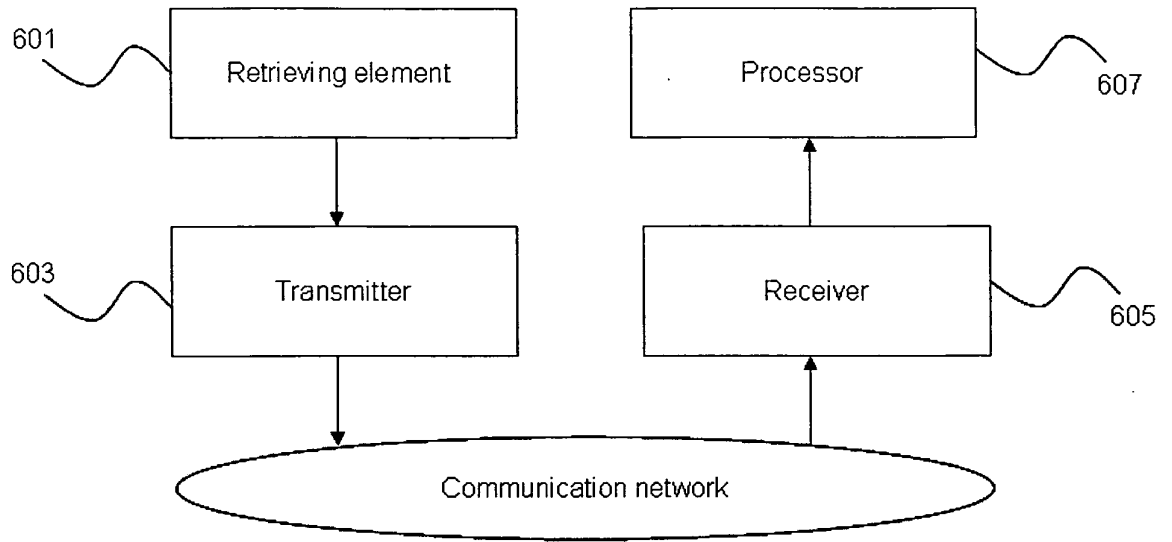 601
Retrieving element
Processor
607
603
Transmitter
Receiver
605
Communication network